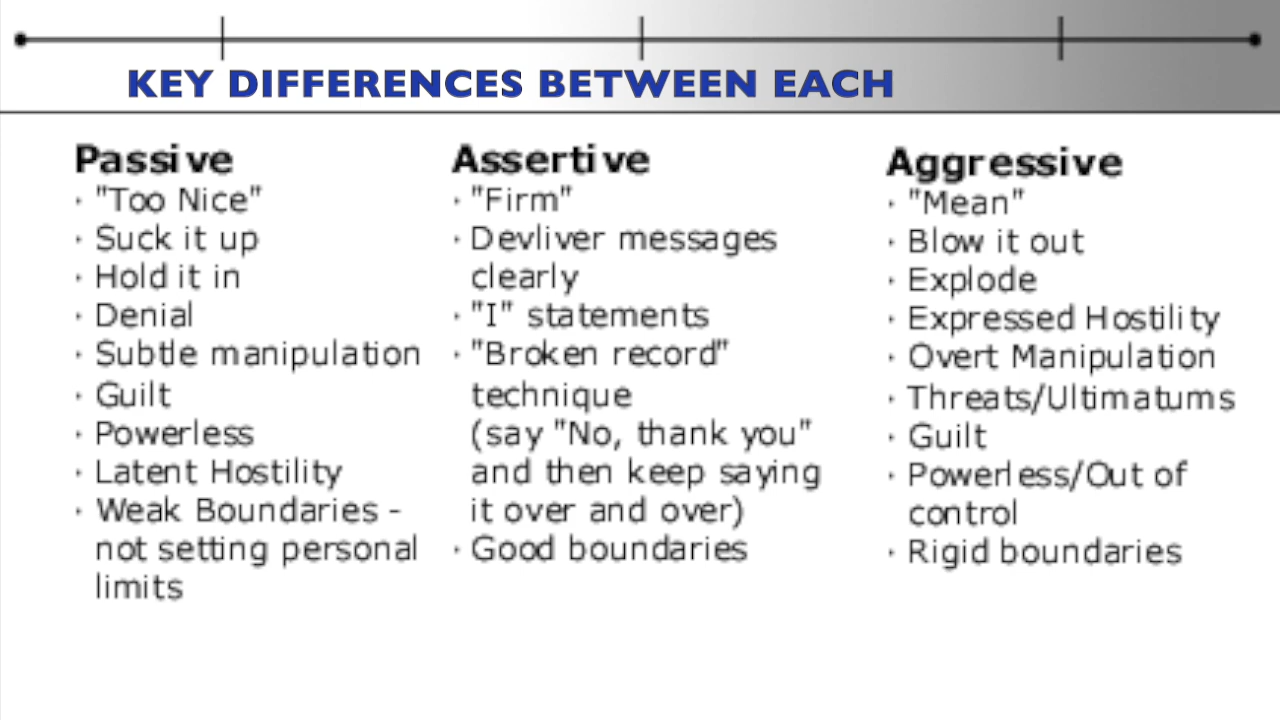 KEY DIFFERENCES BETWEEN EACH
Passive
· "Too Nice"
· Suck it up
· Hold it in
· Denial
· Subtle manipulation
· Guilt
· Powerless
· Latent Hostility
· Weak Boundaries -
not setting personal
limits
Assertive
· "Firm"
· Devliver messages
clearly
· "I" statements
· "Broken record"
technique
(say "No, thank you"
and then keep saying
it over and over)
· Good boundaries
Aggressive
· "Mean"
· Blow it out
· Explode
· Expressed Hostility
· Overt Manipulation
· Threats/Ultimatums
· Guilt
· Powerless/Out of
control
· Rigid boundaries